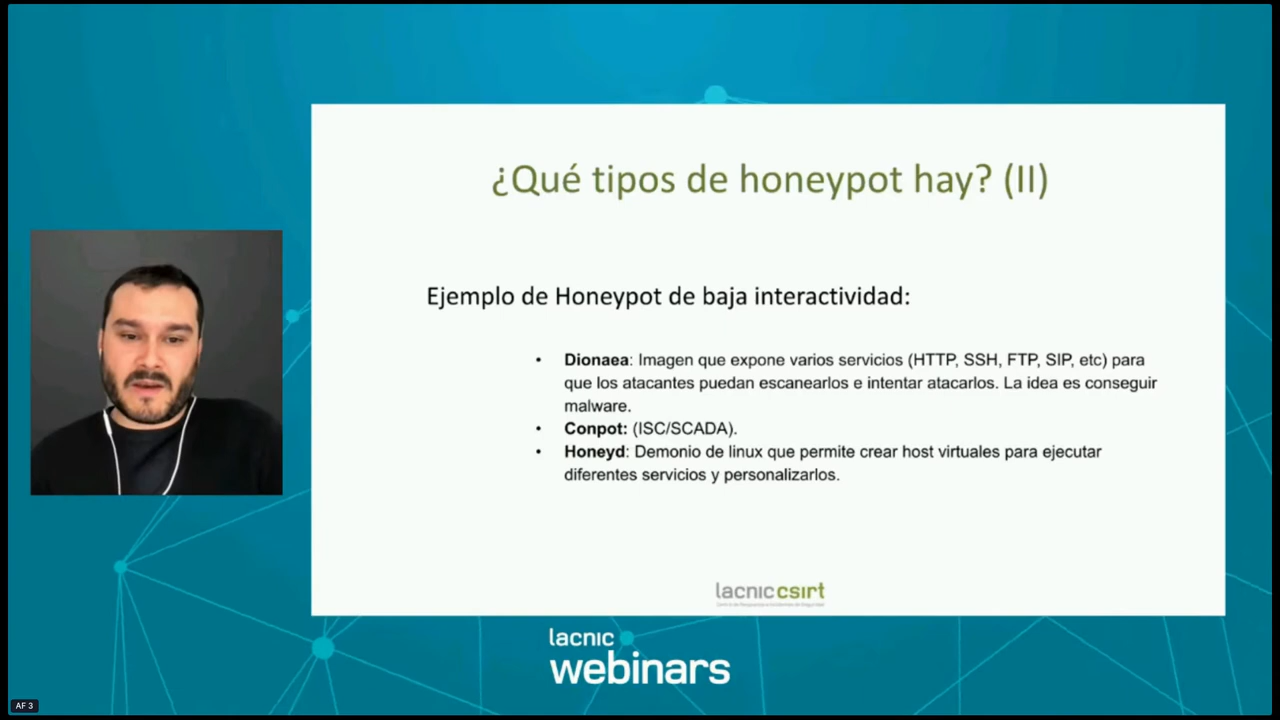 ¿Qué tipos de honeypot hay? (II)
Ejemplo de Honeypot de baja interactividad:
• Dionaea: Imagen que expone varios servicios (HTTP, SSH, FTP, SIP, etc) para
que los atacantes puedan escanearlos e intentar atacarlos. La idea es conseguir
malware.
• Conpot: (ISC/SCADA).
• Honeyd: Demonio de linux que permite crear host virtuales para ejecutar
diferentes servicios y personalizarlos.
lacnic csirt
lacnic
webinars
AF 3